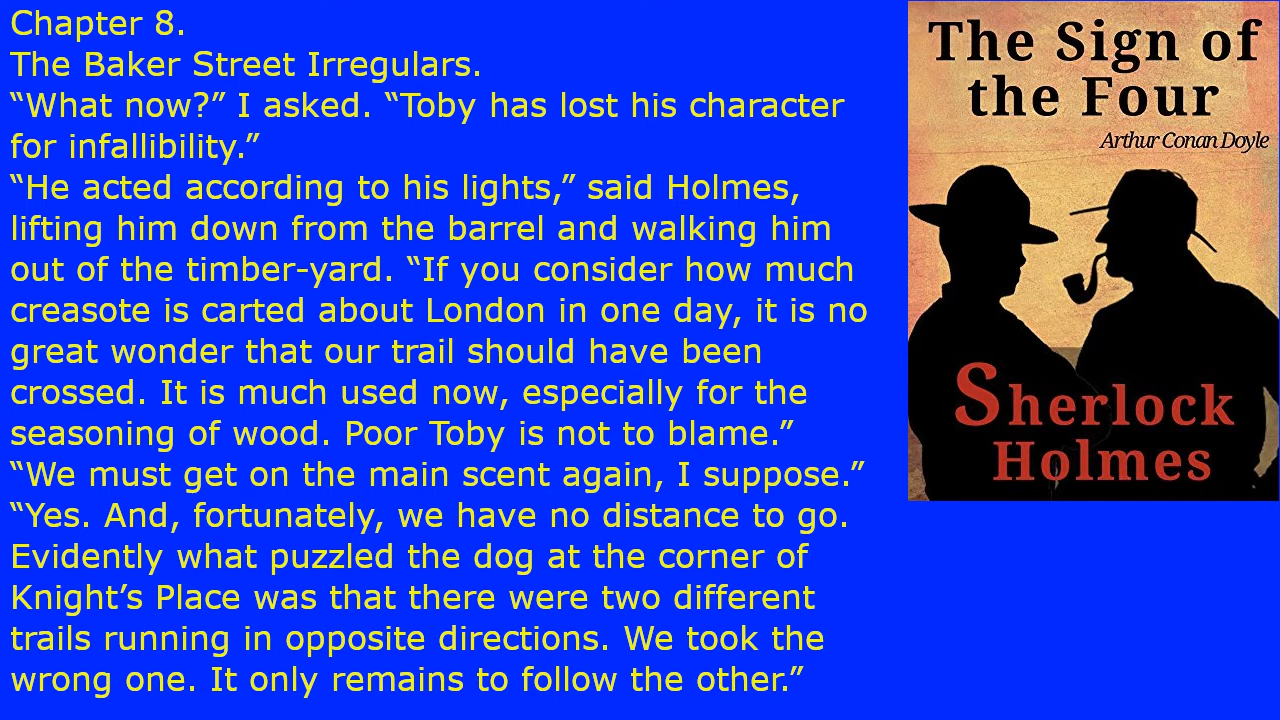 Chapter 8.
The Baker Street Irregulars.
“What now?” I asked. “Toby has lost his character
for infallibility.”
“He acted according to his lights,” said Holmes,
lifting him down from the barrel and walking him
out of the timber-yard. “If you consider how much
creasote is carted about London in one day, it is no
great wonder that our trail should have been
crossed. It is much used now, especially for the
seasoning of wood. Poor Toby is not to blame.”
“We must get on the main scent again, I suppose.”
“Yes. And, fortunately, we have no distance to go.
Evidently what puzzled the dog at the corner of
Knight’s Place was that there were two different
trails running in opposite directions. We took the
wrong one. It only remains to follow the other.”
The Sign of
the Four
Arthur Conan Doyle
Sherlock
Holmes